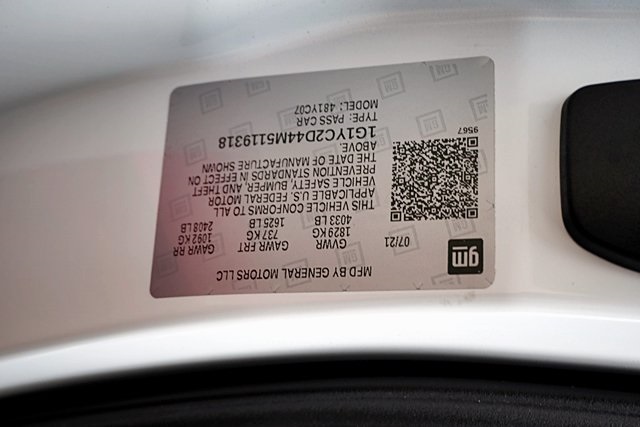 MFD BY GENERAL MOTORS LLC
gm
07/21
GVWR GAWR FRT GAWR RR
1829 KG 737 KG 1092 KG
4033 LB 1625 LB 2408 LB
THIS VEHICLE CONFORMS TO ALL
APPLICABLE U.S. FEDERAL MOTOR
VEHICLE SAFETY, BUMPER, AND THEFT
PREVENTION STANDARDS IN EFFECT ON
THE DATE OF MANUFACTURE SHOWN
ABOVE.
1G1YC2D44M5119318
TYPE: PASS CAR
MODEL: 481YC07
9567